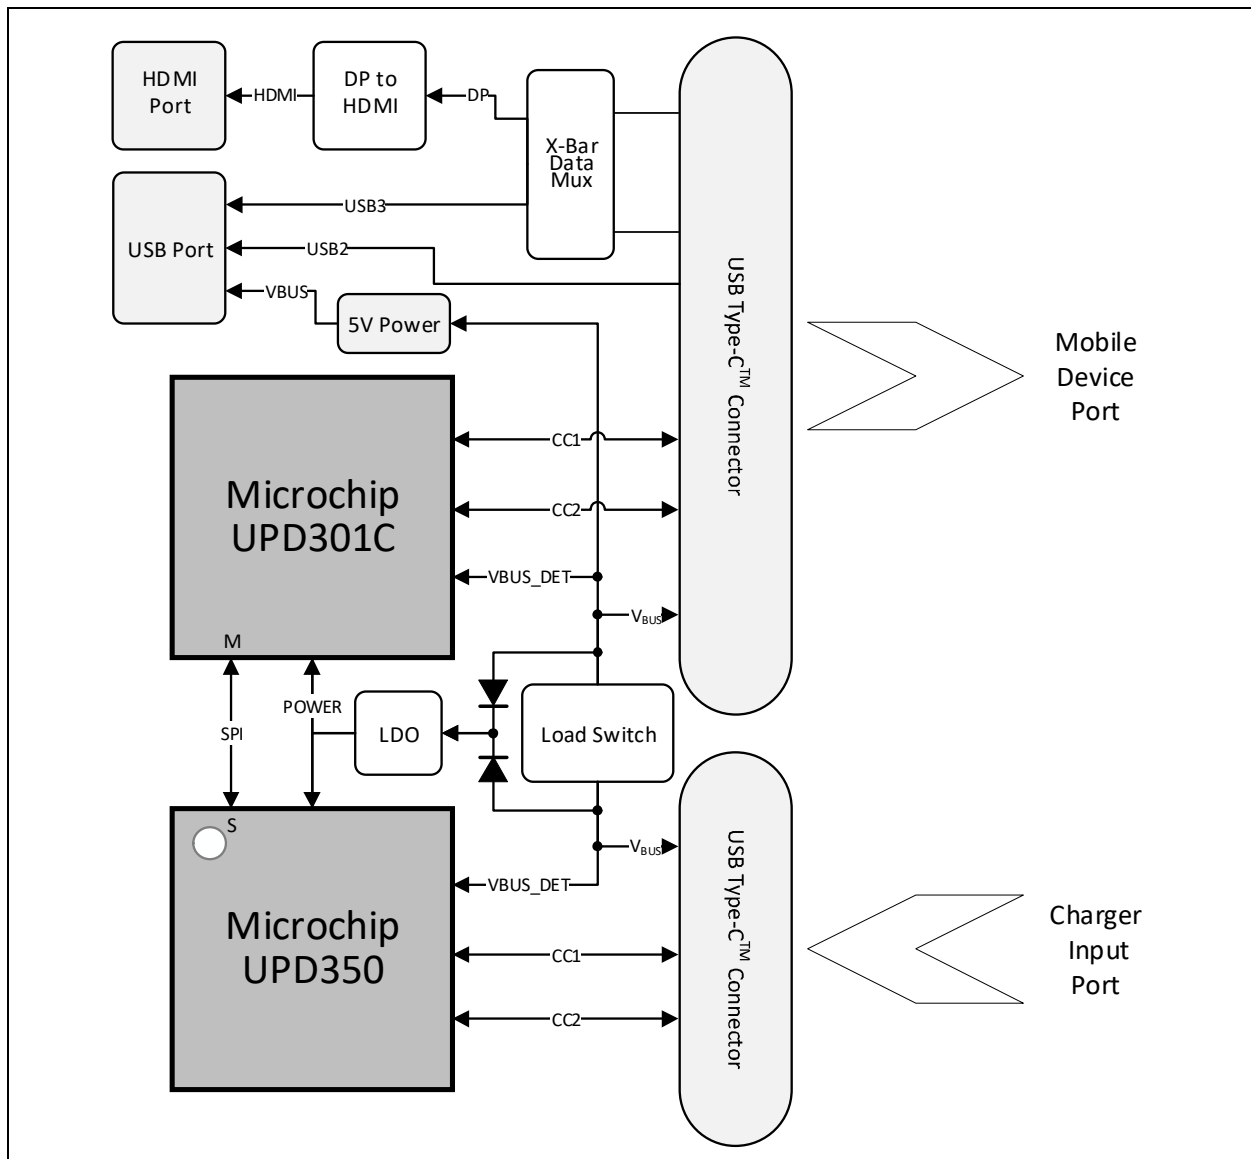 HDMI
Port
HDMI
DP to
HDMI
DP
X-Bar
Data
Mux
USB Port
USB3
USB2
VBUS
5V Power
USB Type-C™ Connector
Mobile
Device
Port
Microchip
UPD301C
M
CC1
CC2
VBUS_DET
VBUS
SPI
POWER
LDO
Load Switch
S
Microchip
UPD350
VBUS
VBUS_DET
CC1
CC2
USB Type-C™ Connector
Charger
Input
Port